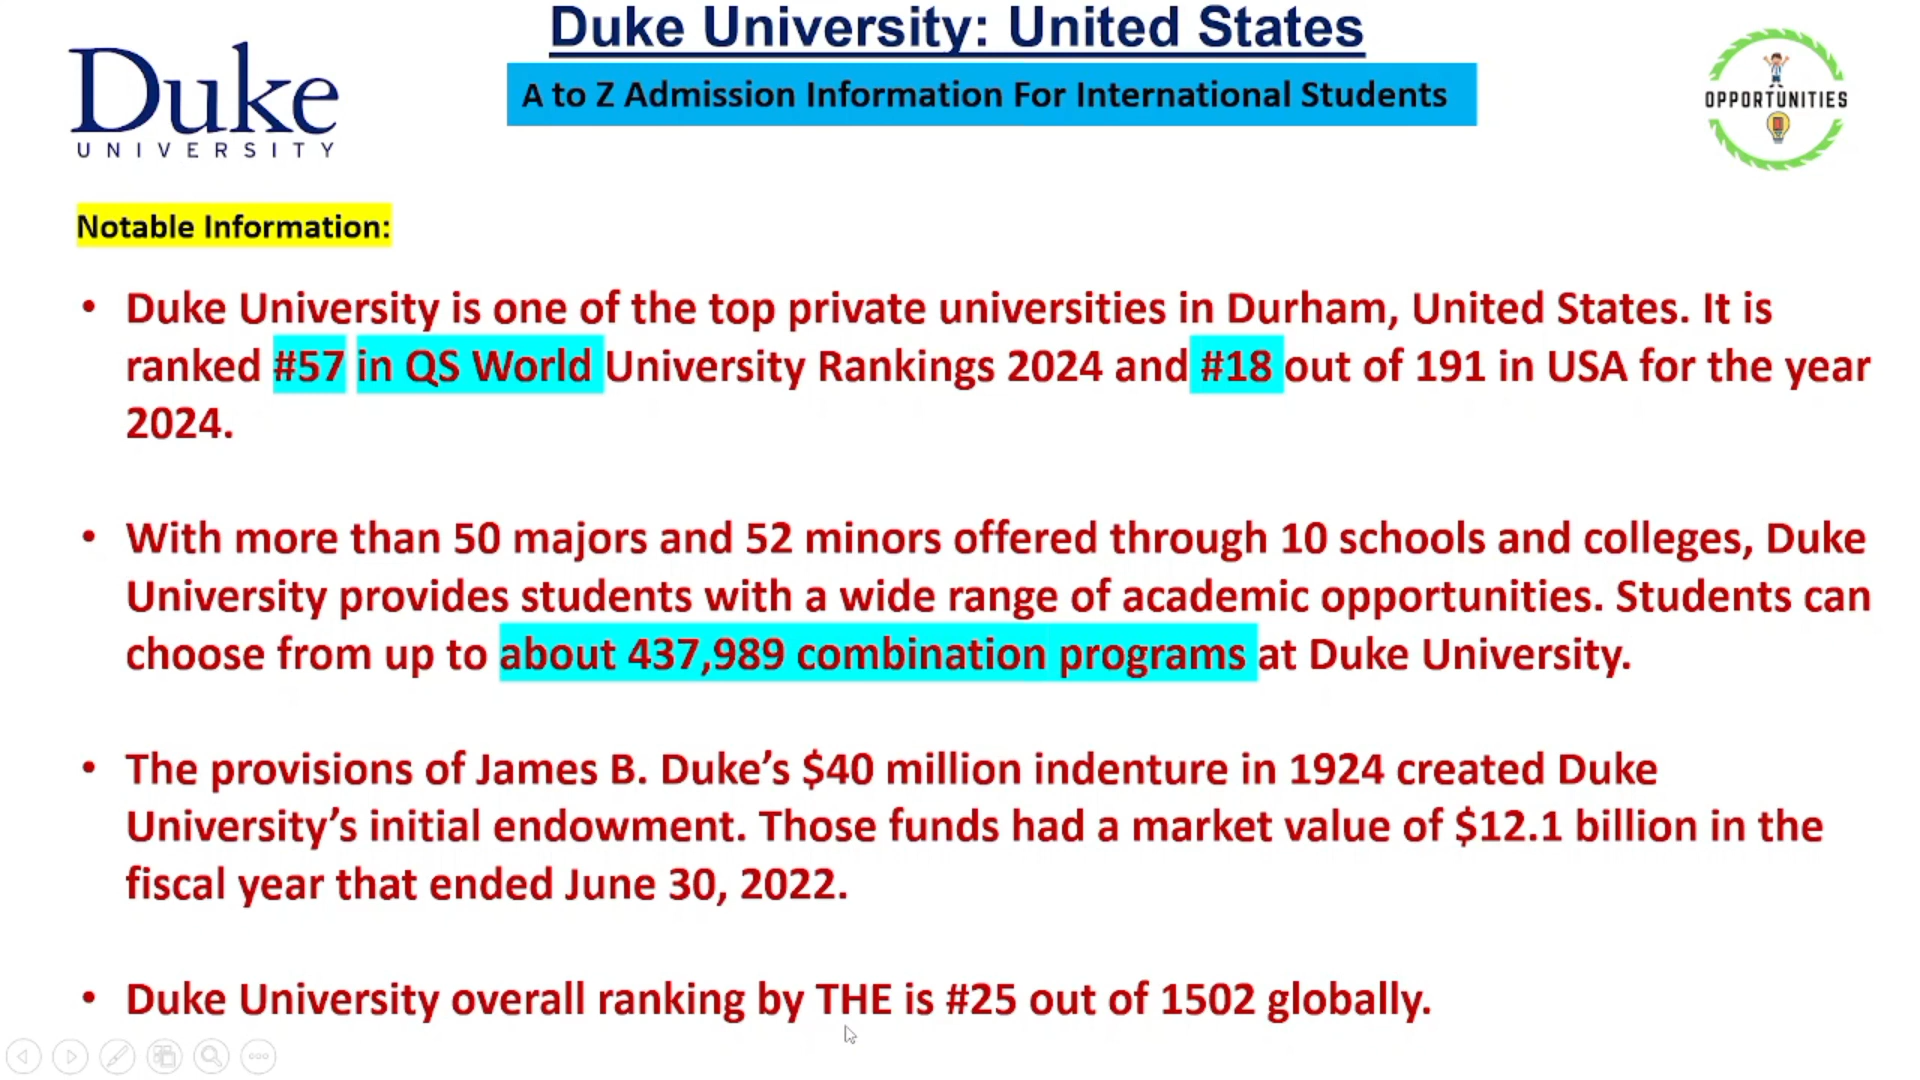 Duke University: United States
Duke
UNIVERSITY
A to Z Admission Information For International Students
OPPORTUNITIES
Notable Information:
• Duke University is one of the top private universities in Durham, United States. It is
ranked #57 in QS World University Rankings 2024 and #18 out of 191 in USA for the year
2024.
• With more than 50 majors and 52 minors offered through 10 schools and colleges, Duke
University provides students with a wide range of academic opportunities. Students can
choose from up to about 437,989 combination programs at Duke University.
• The provisions of James B. Duke’s $40 million indenture in 1924 created Duke
University’s initial endowment. Those funds had a market value of $12.1 billion in the
fiscal year that ended June 30, 2022.
• Duke University overall ranking by THE is #25 out of 1502 globally.